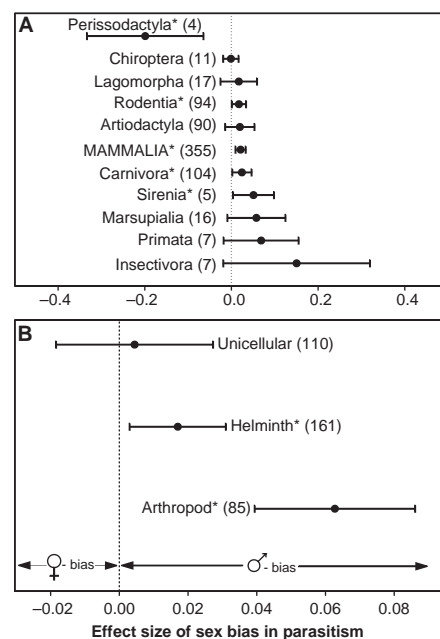 A
Perissodactyla* (4)
Chiroptera (11)
Lagomorpha (17)
Rodentia* (94)
Artiodactyla (90)
MAMMALIA* (355)
Carnivora* (104)
Sirenia* (5)
Marsupialia (16)
Primata (7)
Insectivora (7)
–0.4 –0.2 0.0 0.2 0.4
B
Unicellular (110)
Helminth* (161)
Arthropod* (85)
♀- bias ♂- bias
–0.02 0.00 0.02 0.04 0.06 0.08
Effect size of sex bias in parasitism